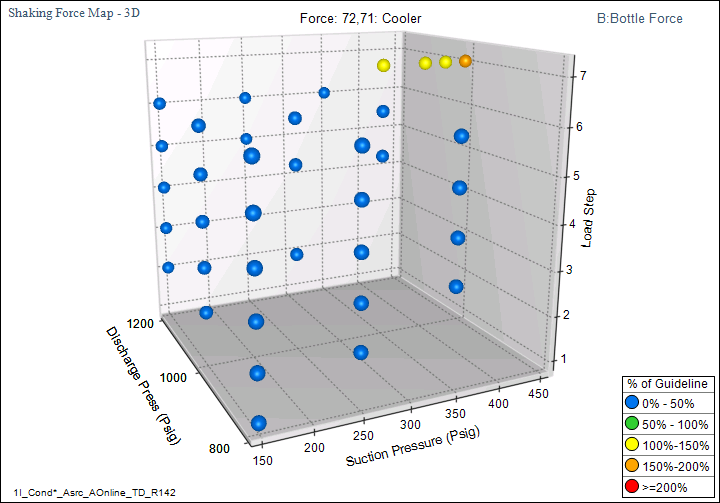 Shaking Force Map - 3D
Force: 72,71: Cooler
B:Bottle Force
7
6
5
4
3
2
1
Load Step
1200
1000
800
Discharge Press (Psig)
150
200
250
300
350
400
450
Suction Pressure (Psig)
% of Guideline
0% - 50%
50% - 100%
100%-150%
150%-200%
>=200%
1l_Cond*_Asrc_AOnline_TD_R142